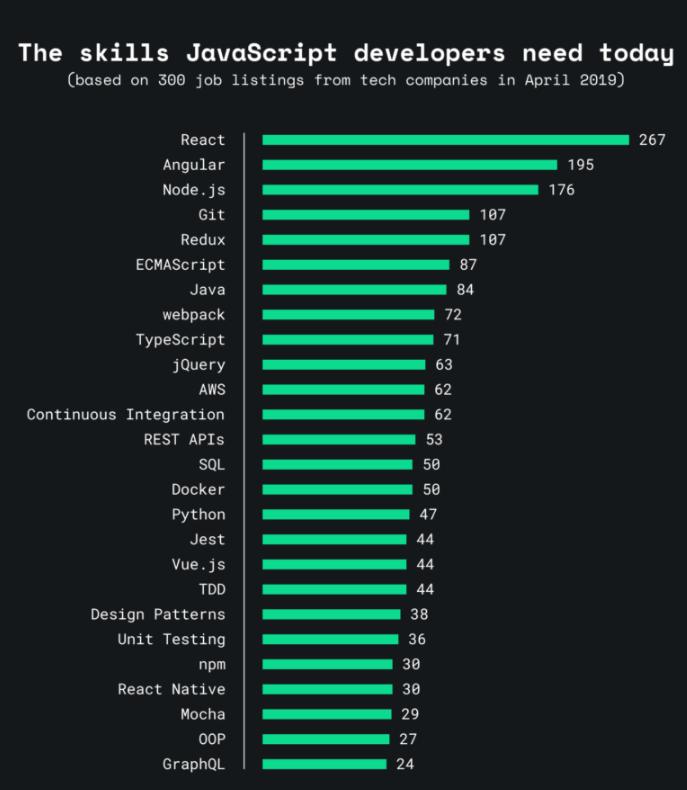 The skills JavaScript developers need today
(based on 300 job listings from tech companies in April 2019)
React 267
Angular 195
Node.js 176
Git 107
Redux 107
ECMAScript 87
Java 84
webpack 72
TypeScript 71
jQuery 63
AWS 62
Continuous Integration 62
REST APIs 53
SQL 50
Docker 50
Python 47
Jest 44
Vue.js 44
TDD 44
Design Patterns 38
Unit Testing 36
npm 30
React Native 30
Mocha 29
OOP 27
GraphQL 24